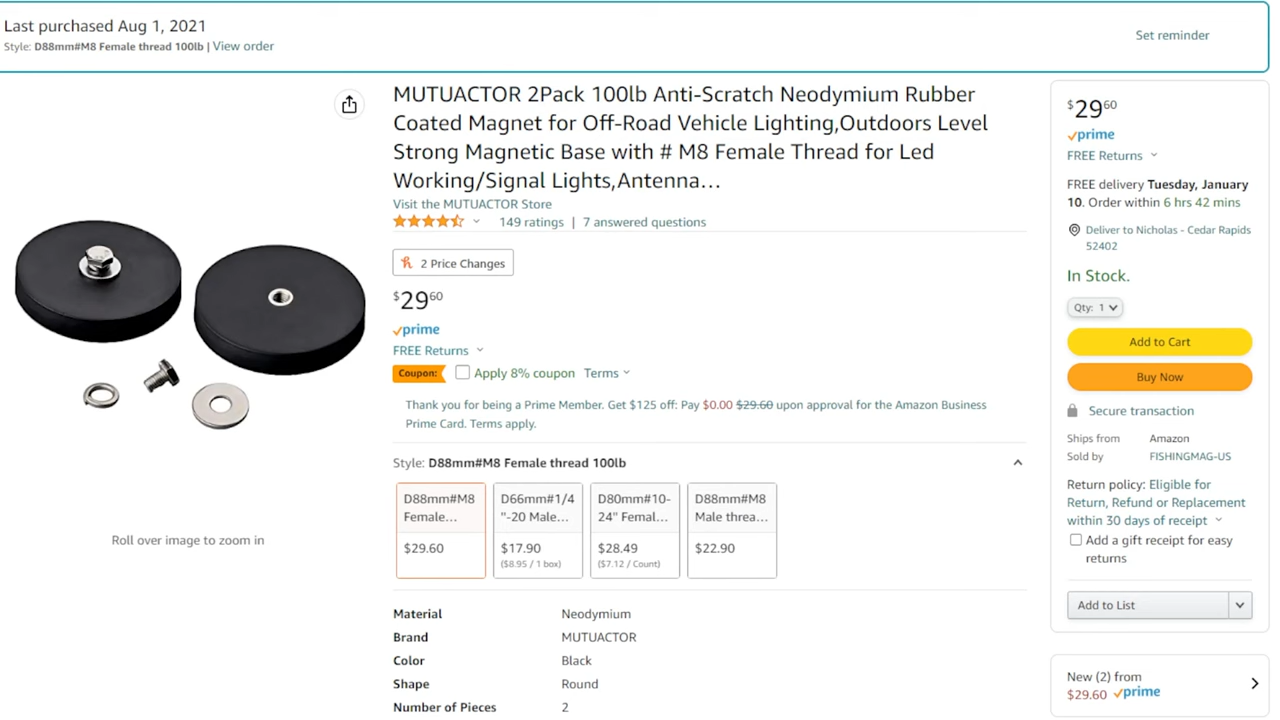 Last purchased Aug 1, 2021
Style: D88mm#M8 Female thread 100lb | View order
Set reminder
MUTUACTOR 2Pack 100lb Anti-Scratch Neodymium Rubber
Coated Magnet for Off-Road Vehicle Lighting,Outdoors Level
Strong Magnetic Base with # M8 Female Thread for Led
Working/Signal Lights,Antenna…
Visit the MUTUACTOR Store
149 ratings | 7 answered questions
2 Price Changes
$29 60
prime
FREE Returns
Coupon: Apply 8% coupon Terms
Thank you for being a Prime Member. Get $125 off: Pay $0.00 $29.60 upon approval for the Amazon Business
Prime Card. Terms apply.
Style: D88mm#M8 Female thread 100lb
D88mm#M8
Female...
$29.60
D66mm#1/4
"-20 Male...
$17.90
($8.95 / 1 box)
D80mm#10-
24" Femal...
$28.49
($7.12 / Count)
D88mm#M8
Male threa...
$22.90
Material Neodymium
Brand MUTUACTOR
Color Black
Shape Round
Number of Pieces 2
Roll over image to zoom in
$29 60
prime
FREE Returns
FREE delivery Tuesday, January
10. Order within 6 hrs 42 mins
Deliver to Nicholas - Cedar Rapids
52402
In Stock.
Qty: 1
Add to Cart
Buy Now
Secure transaction
Ships from Amazon
Sold by FISHINGMAG-US
Return policy: Eligible for
Return, Refund or Replacement
within 30 days of receipt
Add a gift receipt for easy
returns
Add to List
New (2) from
$29.60 prime